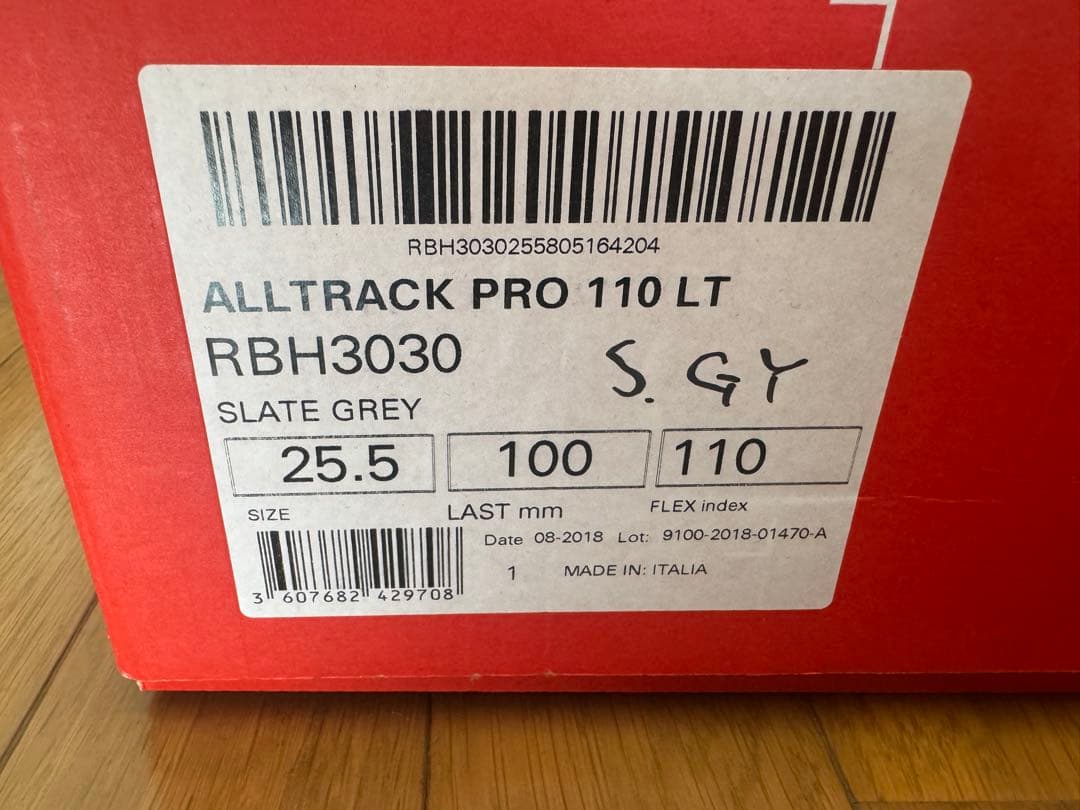 RBH3030255805164204
ALLTRACK PRO 110 LT
RBH3030
S. GY
SLATE GREY
25.5 100 110
SIZE LAST mm FLEX index
Date 08-2018 Lot: 9100-2018-01470-A
1 MADE IN: ITALIA
3 607682 429708